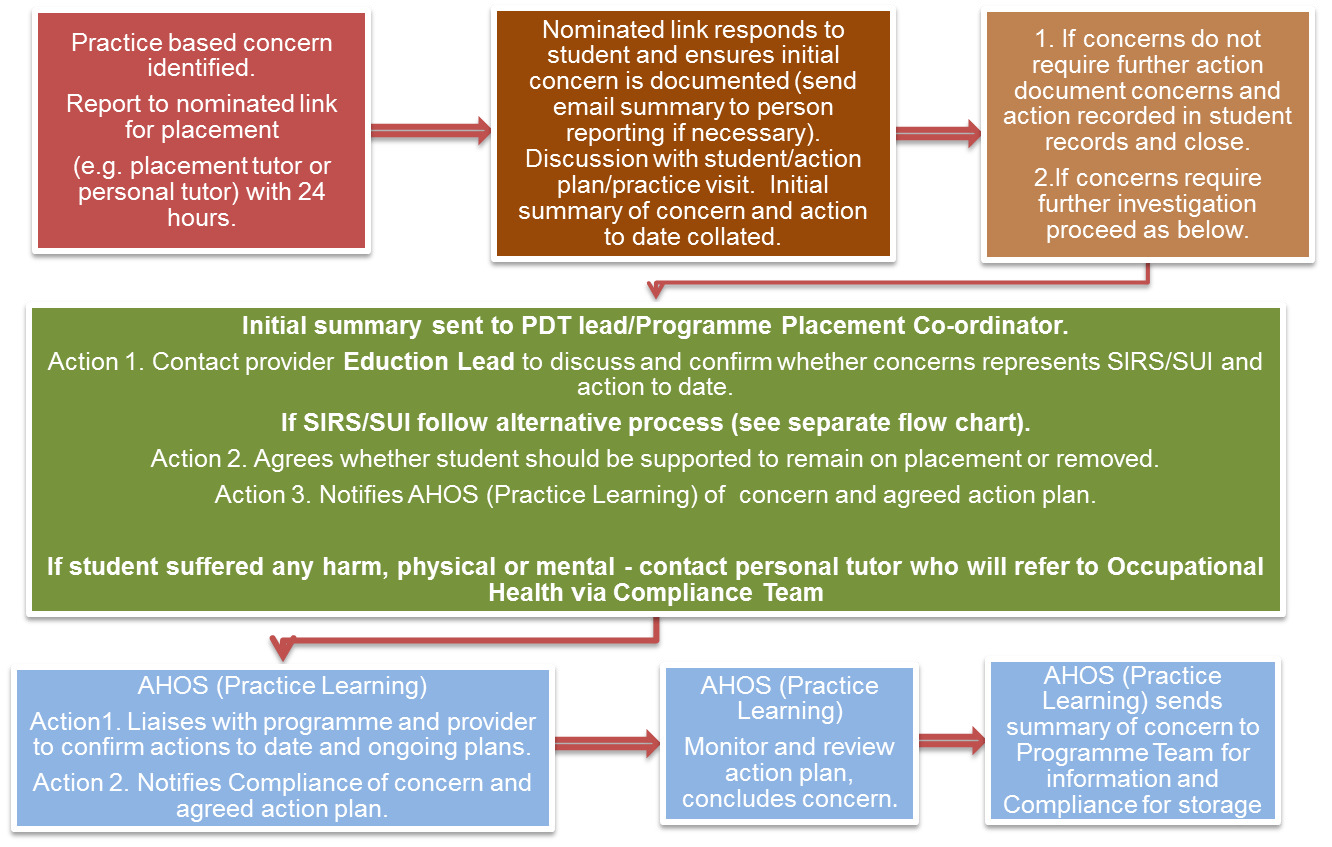 Practice based concern
identified.
Report to nominated link
for placement
(e.g. placement tutor or
personal tutor) with 24
hours.
Nominated link responds to
student and ensures initial
concern is documented (send
email summary to person
reporting if necessary).
Discussion with student/action
plan/practice visit.  Initial
summary of concern and action
to date collated.
1. If concerns do not
require further action
document concerns and
action recorded in student
records and close.
2.If concerns require
further investigation
proceed as below.
Initial summary sent to PDT lead/Programme Placement Co-ordinator.
Action 1. Contact provider Eduction Lead to discuss and confirm whether concerns represents SIRS/SUI and
action to date.
If SIRS/SUI follow alternative process (see separate flow chart).
Action 2. Agrees whether student should be supported to remain on placement or removed.
Action 3. Notifies AHOS (Practice Learning) of  concern and agreed action plan.
If student suffered any harm, physical or mental - contact personal tutor who will refer to Occupational
Health via Compliance Team
AHOS (Practice Learning)
Action1. Liaises with programme and provider
to confirm actions to date and ongoing plans.
Action 2. Notifies Compliance of concern and
agreed action plan.
AHOS (Practice
Learning)
Monitor and review
action plan,
concludes concern.
AHOS (Practice
Learning) sends
summary of concern to
Programme Team for
information and
Compliance for storage